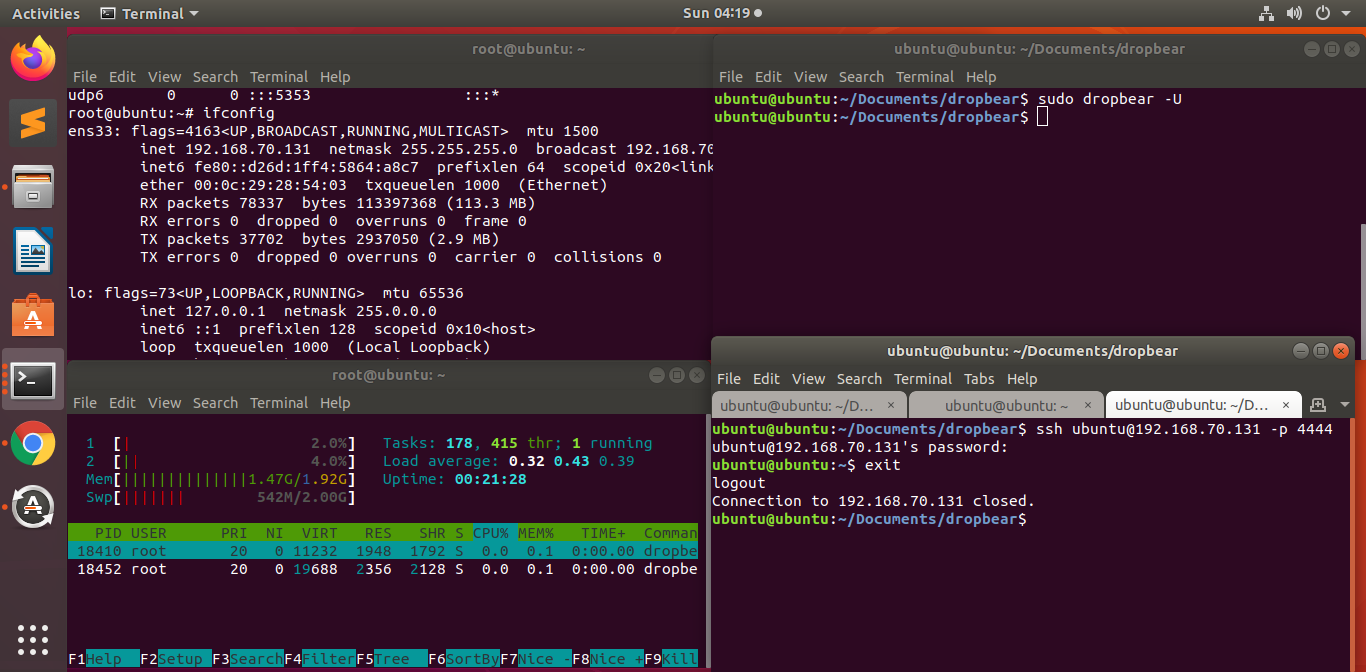 Activities Terminal Sun 04:19
root@ubuntu: ~
File Edit View Search Terminal Help
udp6 0 0 :::5353 :::*
root@ubuntu:~# ifconfig
ens33: flags=4163<UP,BROADCAST,RUNNING,MULTICAST> mtu 1500
inet 192.168.70.131 netmask 255.255.255.0 broadcast 192.168.70
inet6 fe80::d26d:1ff4:5864:a8c7 prefixlen 64 scopeid 0x20<link
ether 00:0c:29:28:54:03 txqueuelen 1000 (Ethernet)
RX packets 78337 bytes 113397368 (113.3 MB)
RX errors 0 dropped 0 overruns 0 frame 0
TX packets 37702 bytes 2937050 (2.9 MB)
TX errors 0 dropped 0 overruns 0 carrier 0 collisions 0
lo: flags=73<UP,LOOPBACK,RUNNING> mtu 65536
inet 127.0.0.1 netmask 255.0.0.0
inet6 ::1 prefixlen 128 scopeid 0x10<host>
loop txqueuelen 1000 (Local Loopback)
ubuntu@ubuntu: ~/Documents/dropbear
File Edit View Search Terminal Help
ubuntu@ubuntu:~/Documents/dropbear$ sudo dropbear -U
ubuntu@ubuntu:~/Documents/dropbear$
root@ubuntu: ~
File Edit View Search Terminal Help
1 [| 2.0%] Tasks: 178, 415 thr; 1 running
2 [|| 4.0%] Load average: 0.32 0.43 0.39
Mem[||||||||||||||1.47G/1.92G] Uptime: 00:21:28
Swp[||||||| 542M/2.00G]
PID USER PRI NI VIRT RES SHR S CPU% MEM% TIME+ Comman
18410 root 20 0 11232 1948 1792 S 0.0 0.1 0:00.00 dropbe
18452 root 20 0 19688 2356 2128 S 0.0 0.1 0:00.00 dropbe
F1Help F2Setup F3SearchF4FilterF5Tree F6SortByF7Nice -F8Nice +F9Kill
ubuntu@ubuntu: ~/Documents/dropbear
File Edit View Search Terminal Tabs Help
ubuntu@ubuntu: ~/D... × ubuntu@ubuntu: ~ × ubuntu@ubuntu: ~/D... ×
ubuntu@ubuntu:~/Documents/dropbear$ ssh ubuntu@192.168.70.131 -p 4444
ubuntu@192.168.70.131's password:
ubuntu@ubuntu:~$ exit
logout
Connection to 192.168.70.131 closed.
ubuntu@ubuntu:~/Documents/dropbear$